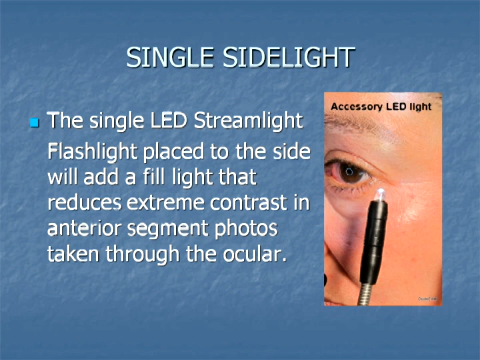 SINGLE SIDELIGHT
The single LED Streamlight
Flashlight placed to the side
will add a fill light that
reduces extreme contrast in
anterior segment photos
taken through the ocular.
Accessory LED light